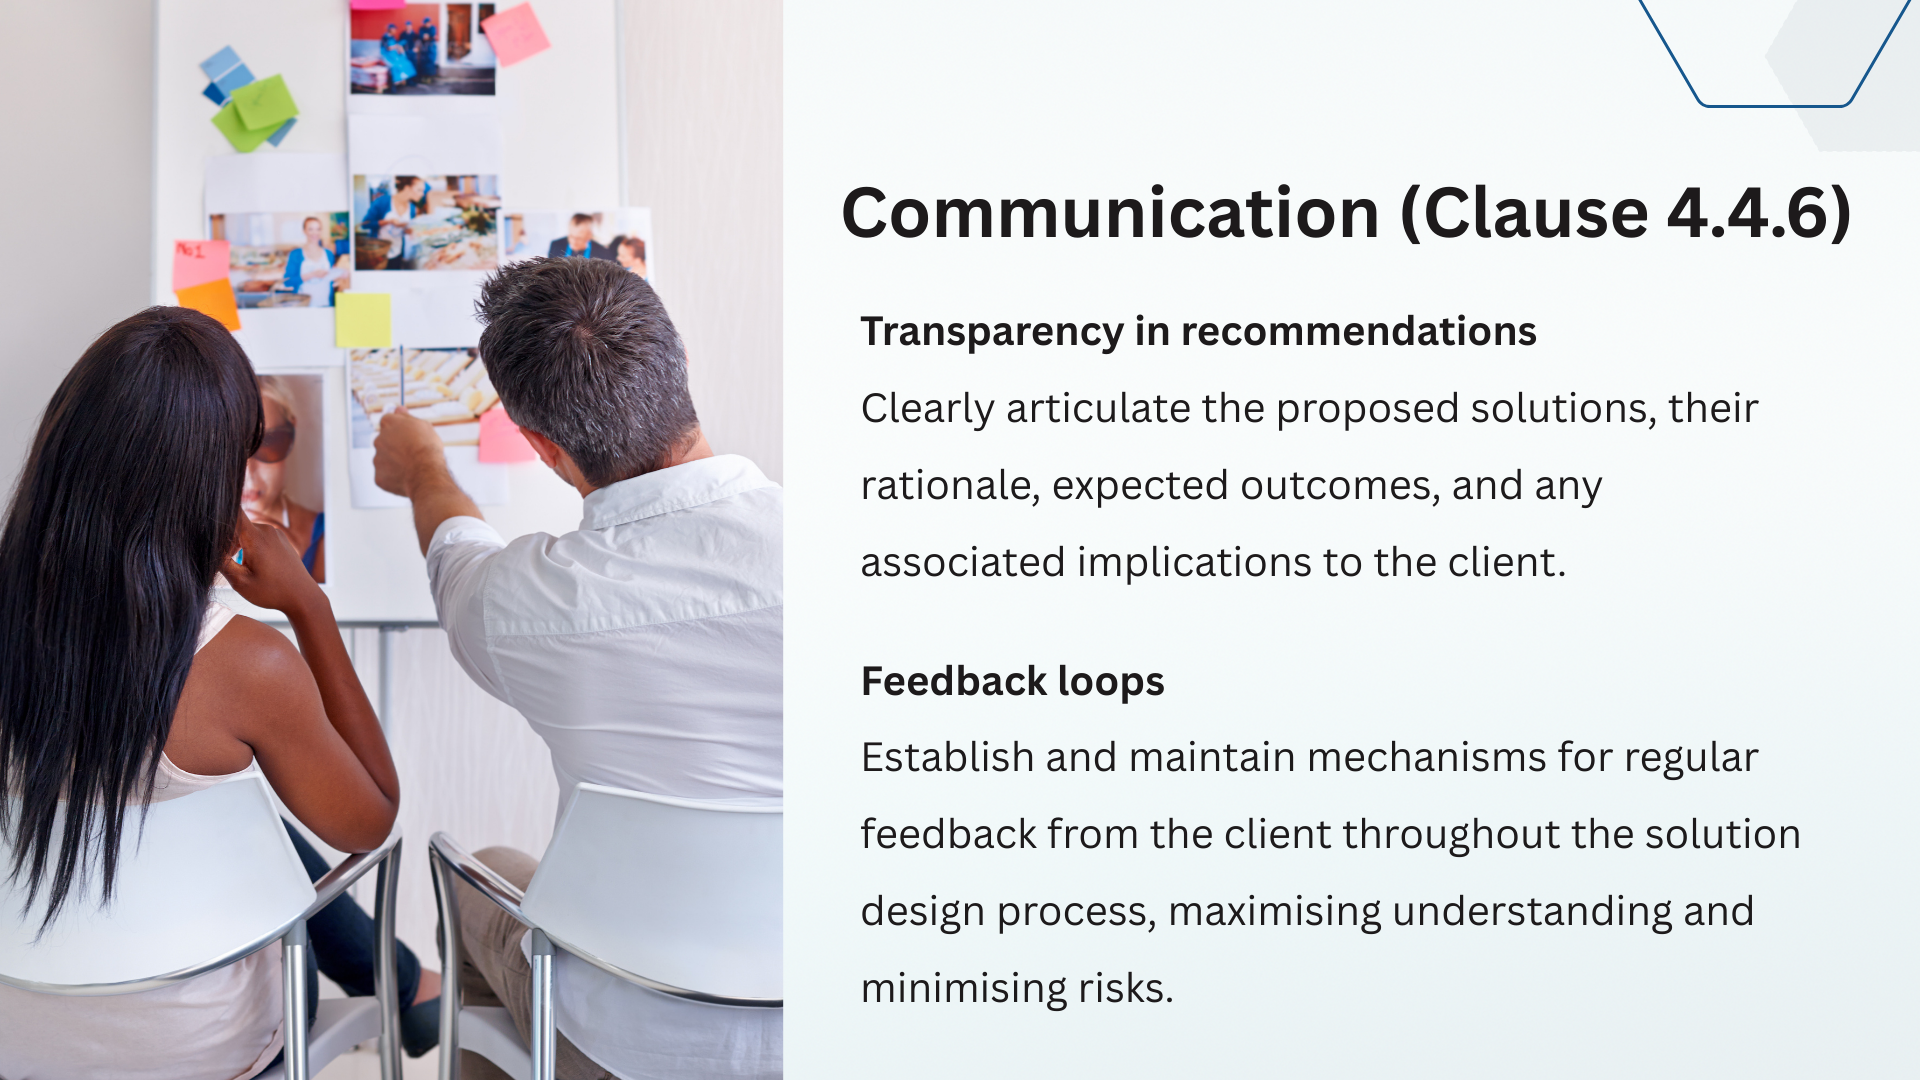 Communication (Clause 4.4.6)
Transparency in recommendations
Clearly articulate the proposed solutions, their
rationale, expected outcomes, and any
associated implications to the client.
Feedback loops
Establish and maintain mechanisms for regular
feedback from the client throughout the solution
design process, maximising understanding and
minimising risks.
No1